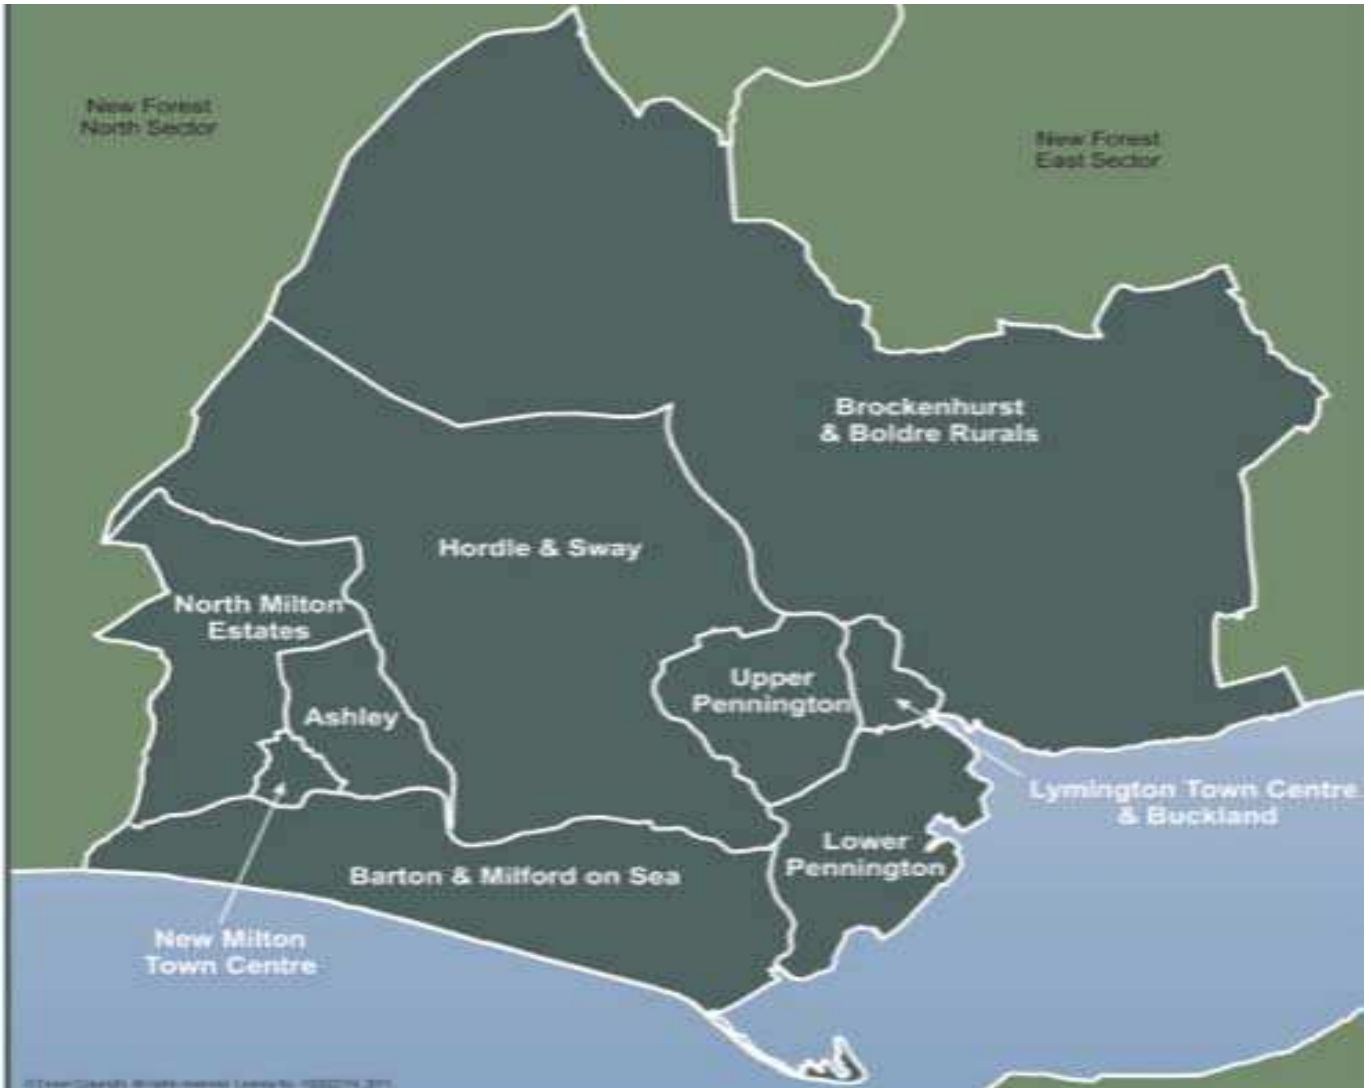 New Forest
North Sector
New Forest
East Sector
Brockenhurst
& Boldre Rurals
Hordle & Sway
North Milton
Estates
Upper
Pennington
Ashley
Lymington Town Centre
& Buckland
Lower
Pennington
Barton & Milford on Sea
New Milton
Town Centre